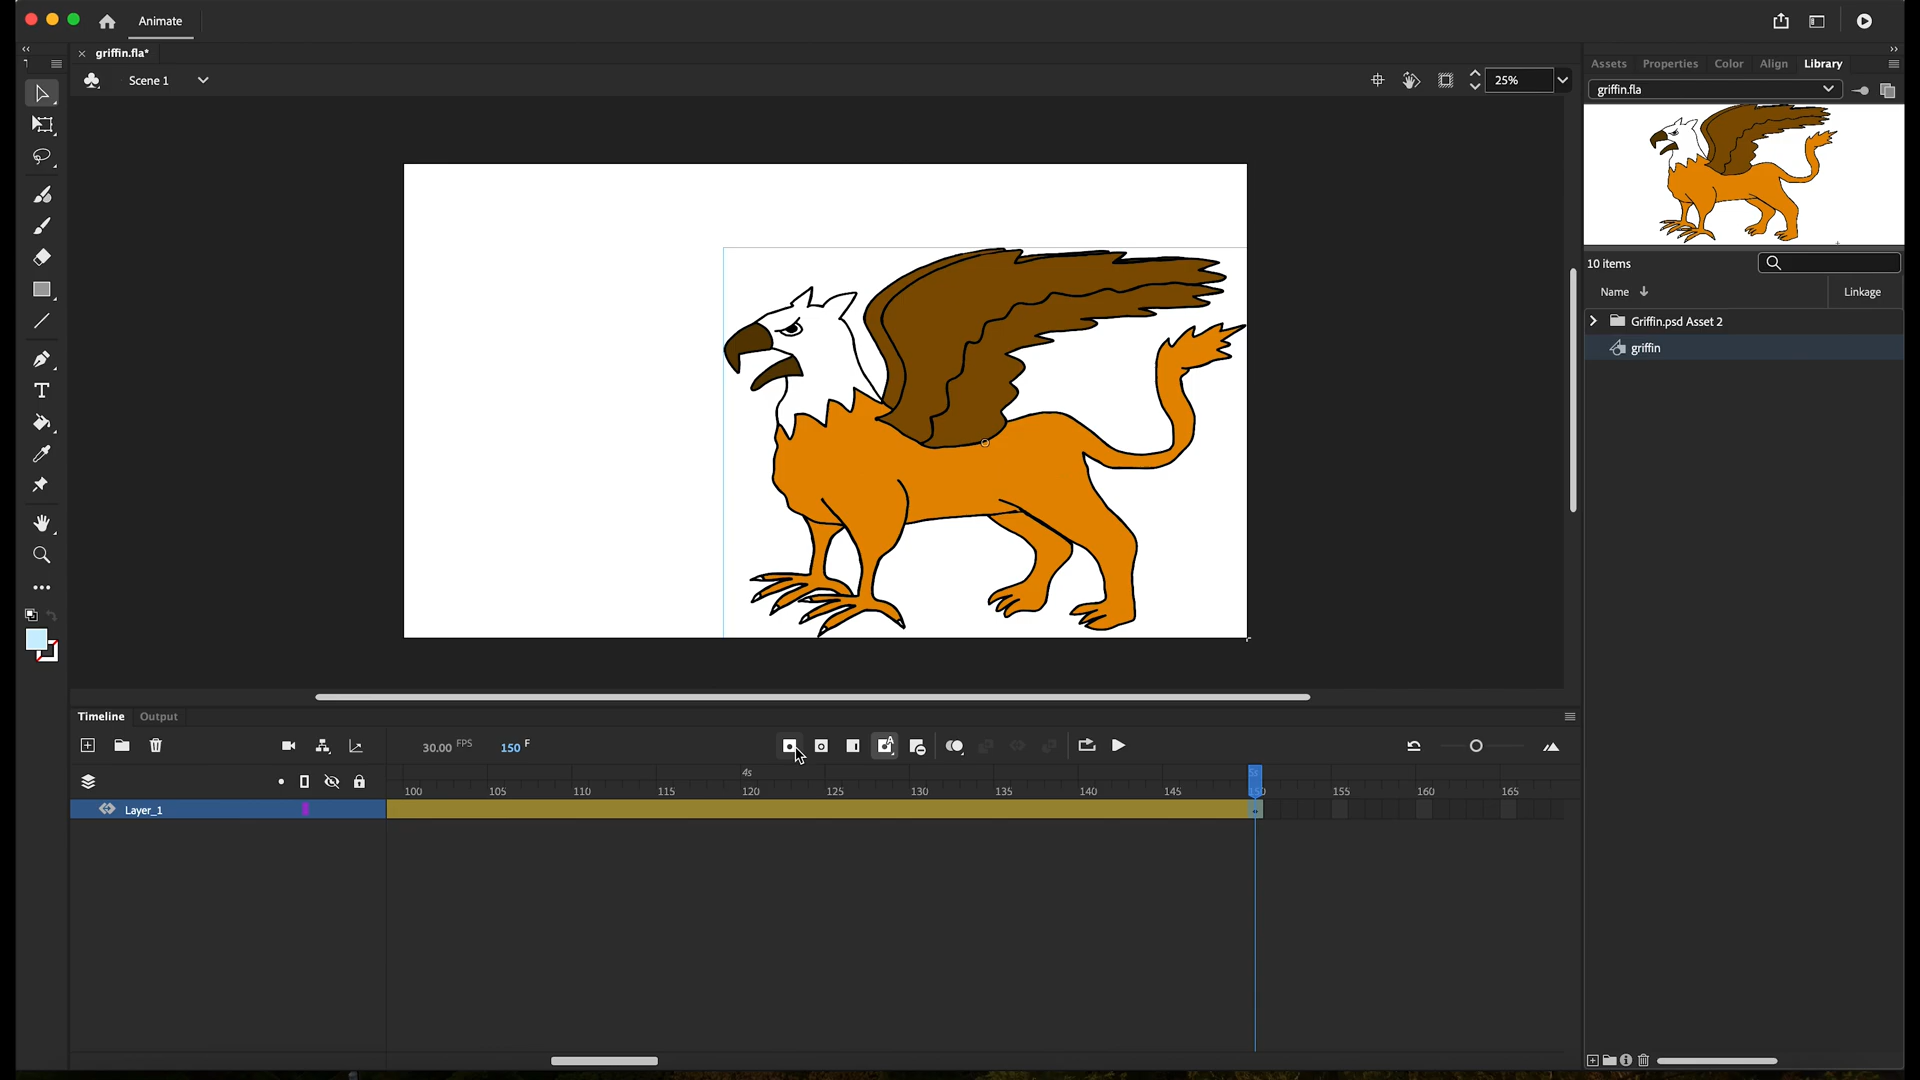 Animate
griffin.fla*
Scene 1
25%
Assets Properties Color Align Library
griffin.fla
10 items
Name Linkage
Griffin.psd Asset 2
griffin
T
Timeline Output
30.00 FPS 150 F
4s 5s
100 105 110 115 120 125 130 135 140 145 150 155 160 165
Layer_1